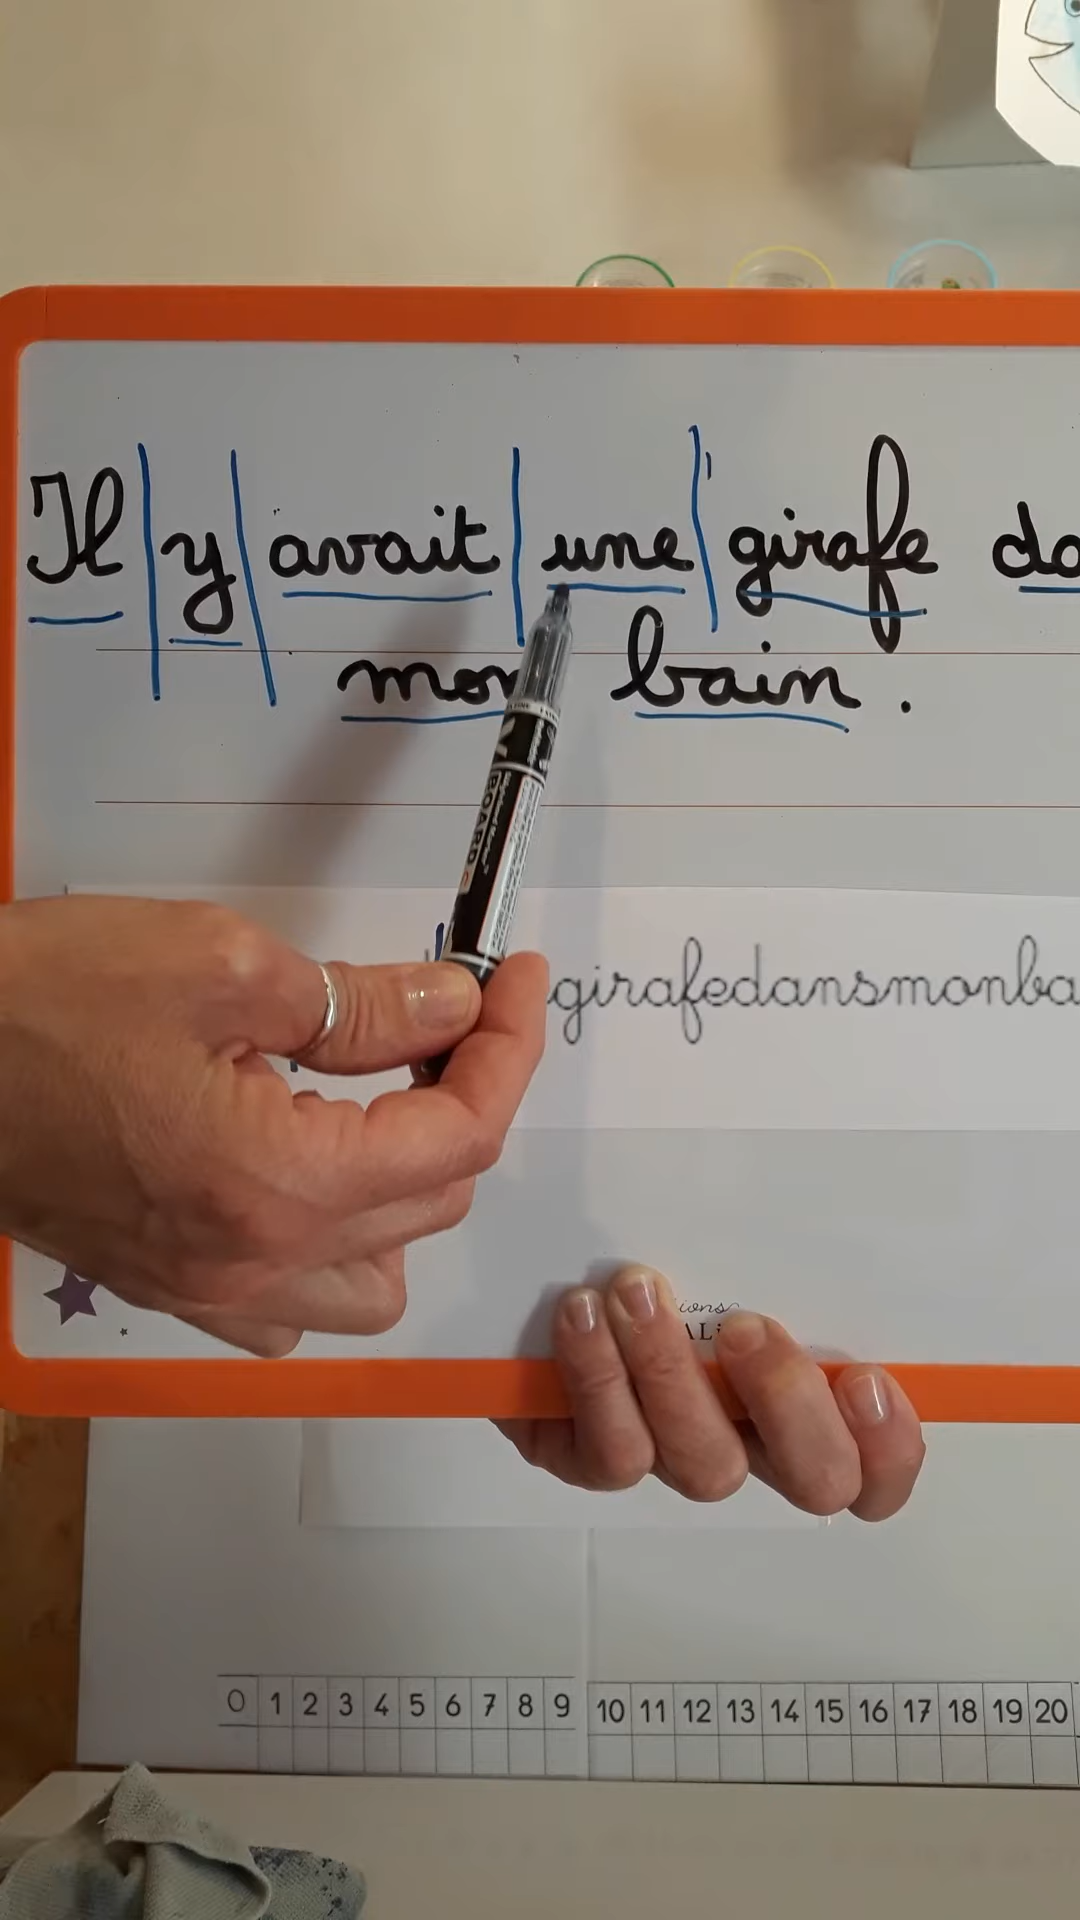 Il y avait une girafe da
mon bain.
BOARD
girafedansmonba
0 1 2 3 4 5 6 7 8 9 10 11 12 13 14 15 16 17 18 19 20